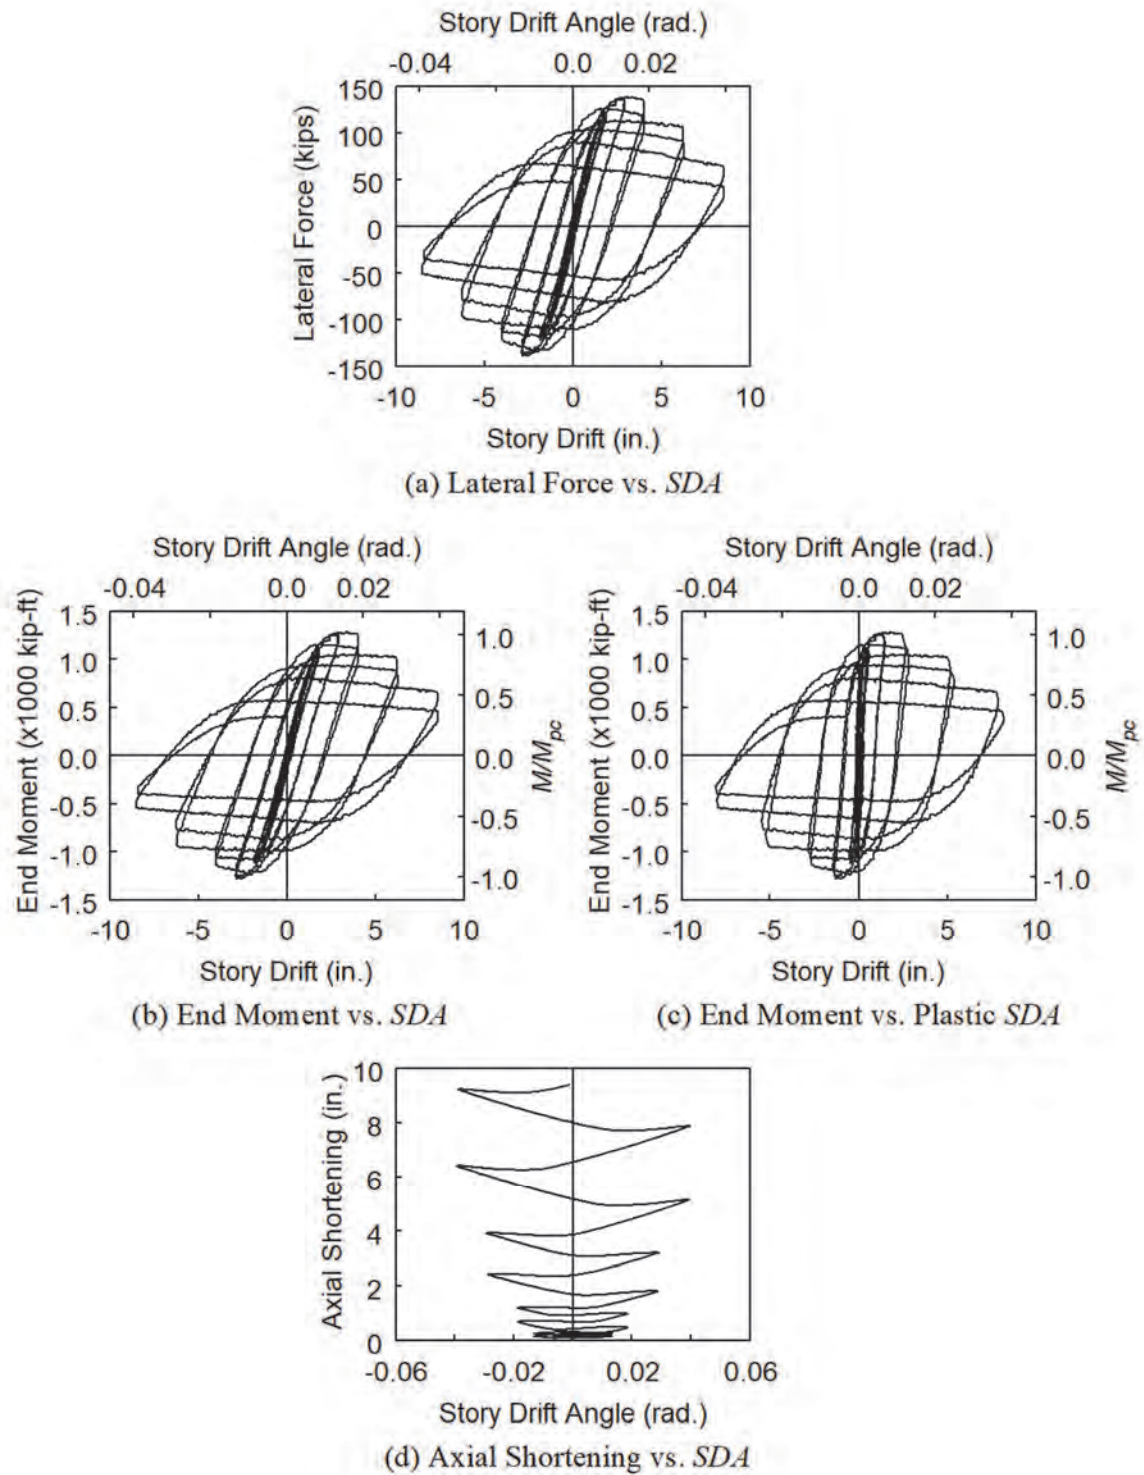 Story Drift Angle (rad.)
-0.04 0.0 0.02
150
100
50
0
-50
-100
-150
Lateral Force (kips)
-10 -5 0 5 10
Story Drift (in.)
(a) Lateral Force vs. SDA
Story Drift Angle (rad.)
-0.04 0.0 0.02
1.5
1.0
0.5
0.0
-0.5
-1.0
-1.5
End Moment (x1000 kip-ft)
1.0
0.5
0.0
-0.5
-1.0
M/Mpc
-10 -5 0 5 10
Story Drift (in.)
(b) End Moment vs. SDA
Story Drift Angle (rad.)
-0.04 0.0 0.02
1.5
1.0
0.5
0.0
-0.5
-1.0
-1.5
End Moment (x1000 kip-ft)
1.0
0.5
0.0
-0.5
-1.0
M/Mpc
-10 -5 0 5 10
Story Drift (in.)
(c) End Moment vs. Plastic SDA
10
8
6
4
2
0
Axial Shortening (in.)
-0.06 -0.02 0.02 0.06
Story Drift Angle (rad.)
(d) Axial Shortening vs. SDA